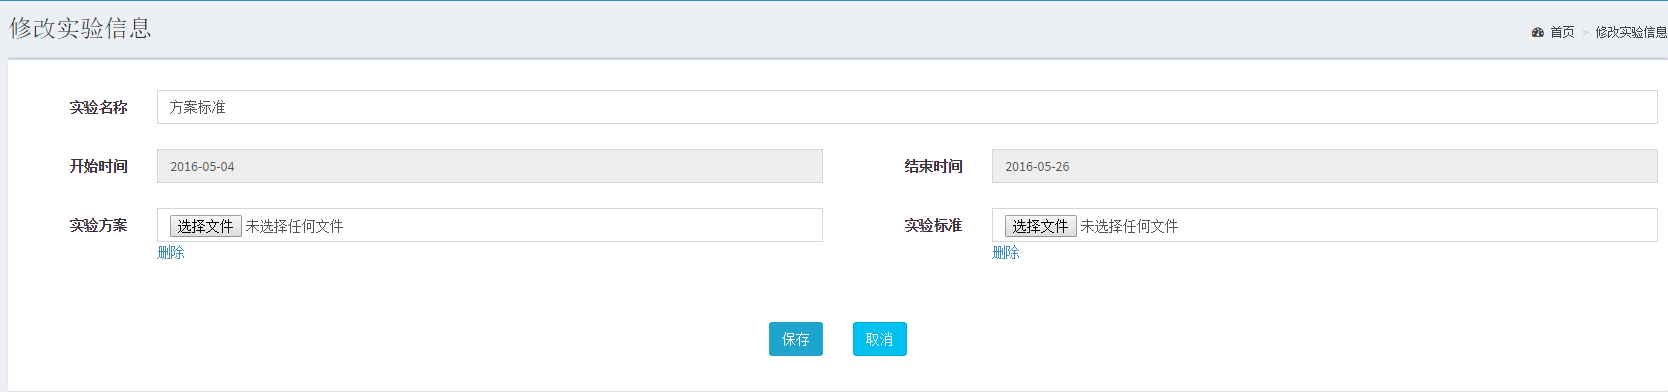 修改实验信息
首页 > 修改实验信息
实验名称 方案标准
开始时间 2016-05-04 结束时间 2016-05-26
实验方案 选择文件 未选择任何文件 实验标准 选择文件 未选择任何文件
删除 删除
保存 取消